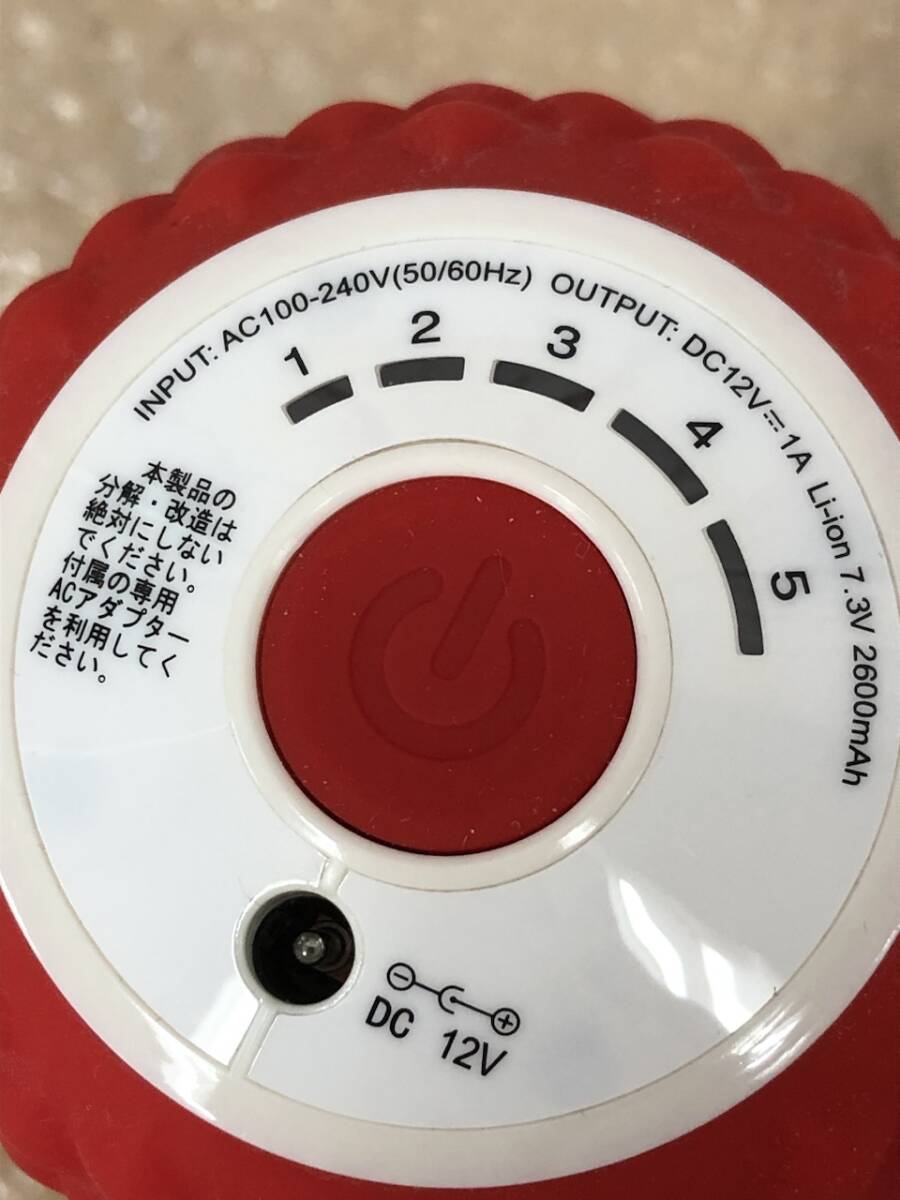 INPUT: AC100-240V(50/60Hz) OUTPUT: DC12V⎓1A Li-ion 7.3V 2600mAh
1
2
3
4
5
本製品の
分解・改造は
絶対にしない
でください。
付属の専用
ACアダプター
を利用してく
ださい。
DC 12V